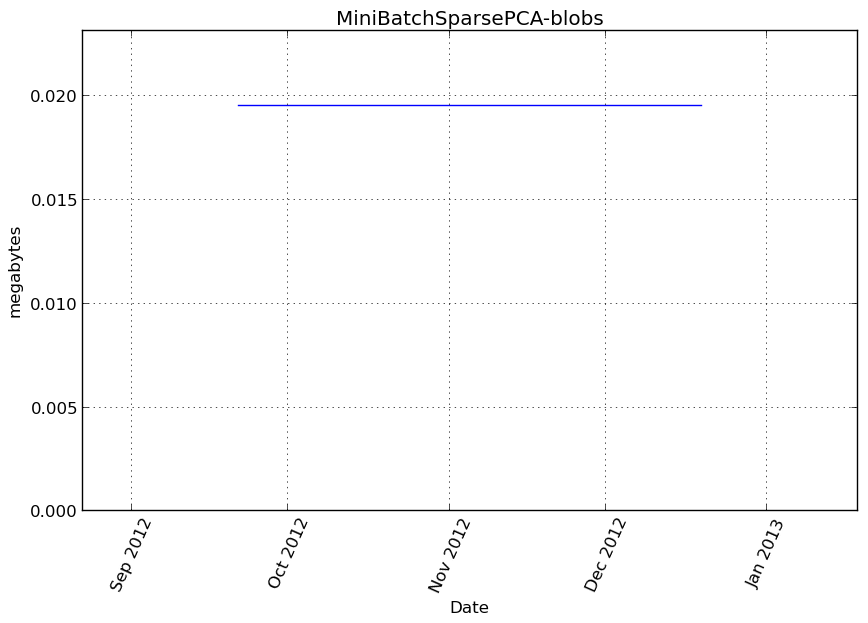 MiniBatchSparsePCA-blobs
0.020
0.015
0.010
0.005
0.000
megabytes
Sep 2012
Oct 2012
Nov 2012
Dec 2012
Jan 2013
Date